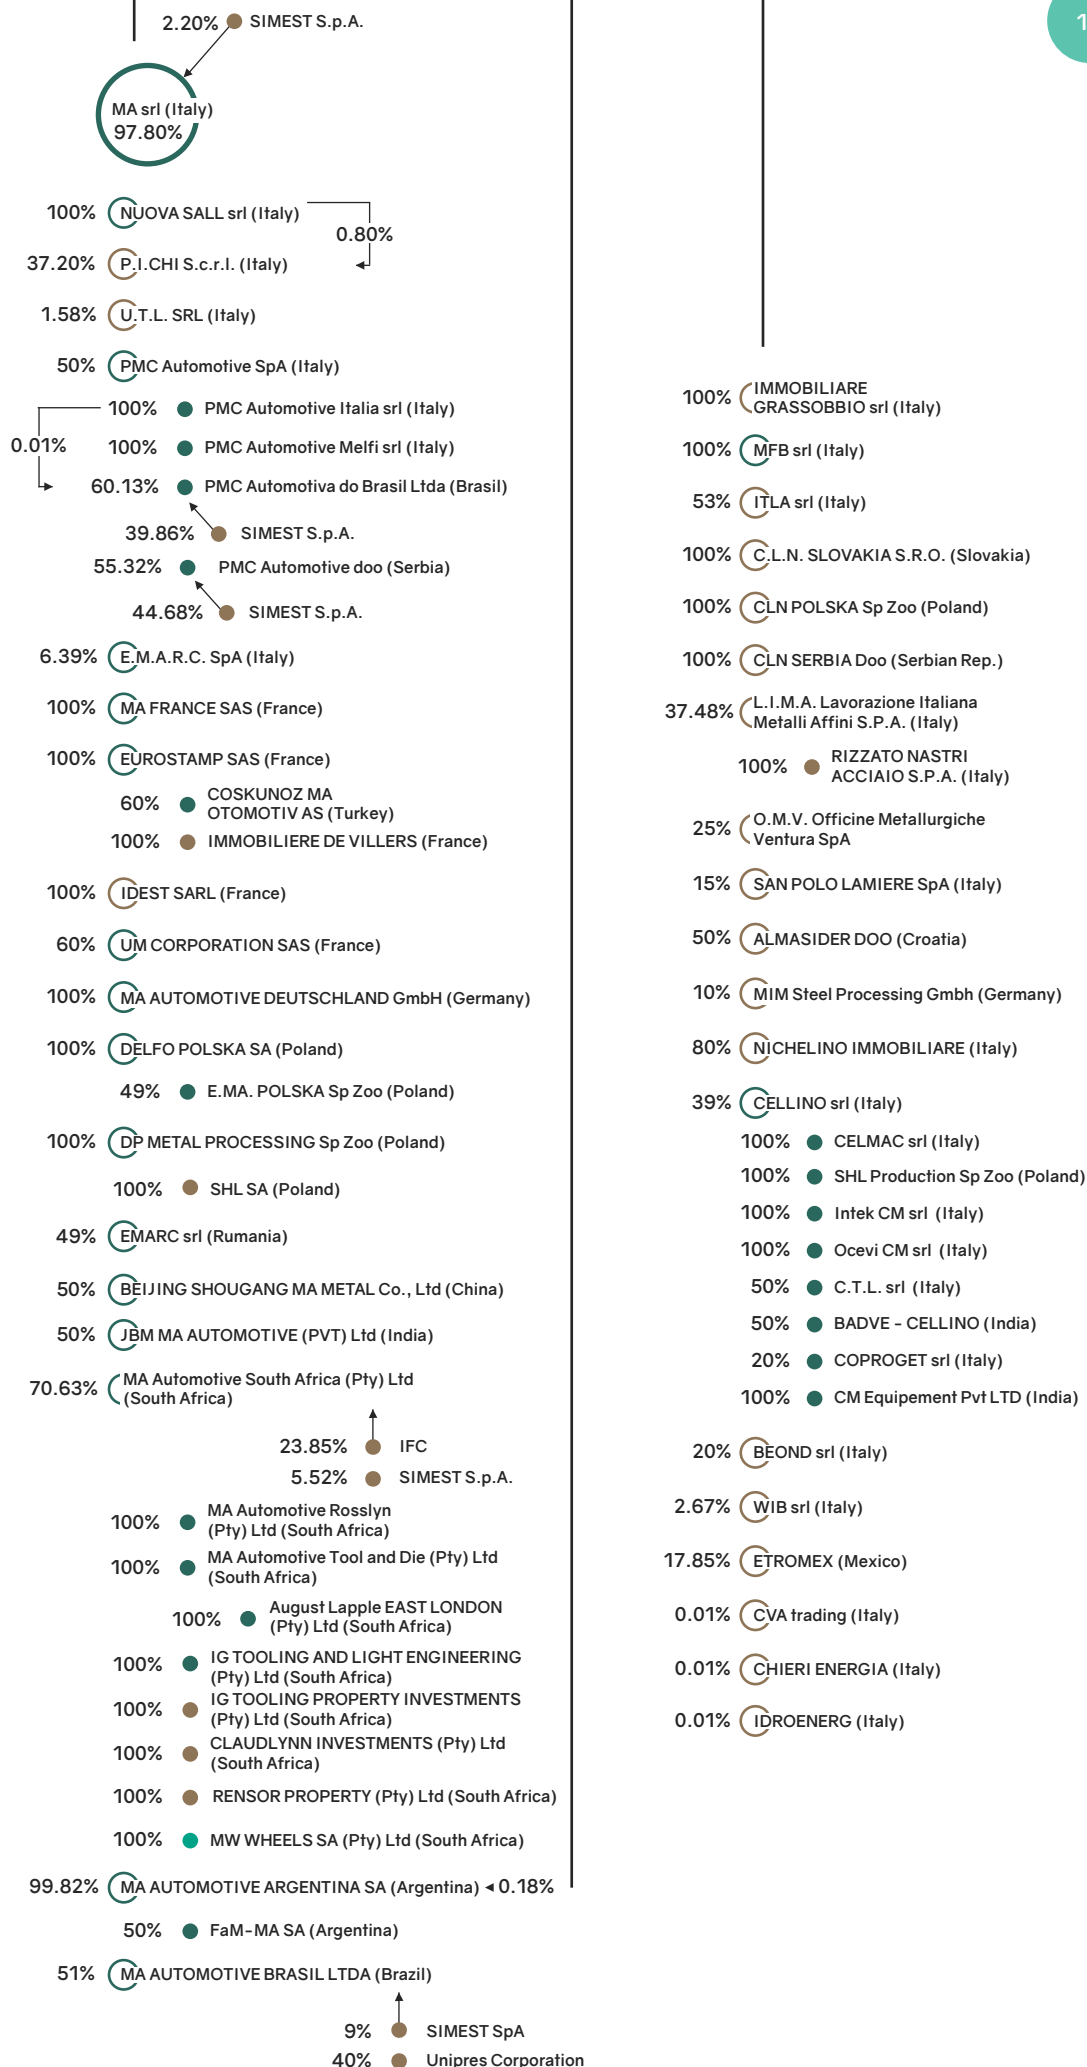 2.20% SIMEST S.p.A.
1
MA srl (Italy)
97.80%
100% NUOVA SALL srl (Italy)
0.80%
37.20% P.I.CHI S.c.r.l. (Italy)
1.58% U.T.L. SRL (Italy)
50% PMC Automotive SpA (Italy)
100% PMC Automotive Italia srl (Italy)
0.01%
100% PMC Automotive Melfi srl (Italy)
60.13% PMC Automotiva do Brasil Ltda (Brasil)
39.86% SIMEST S.p.A.
55.32% PMC Automotive doo (Serbia)
44.68% SIMEST S.p.A.
6.39% E.M.A.R.C. SpA (Italy)
100% MA FRANCE SAS (France)
100% EUROSTAMP SAS (France)
60% COSKUNOZ MA
OTOMOTIV AS (Turkey)
100% IMMOBILIERE DE VILLERS (France)
100% IDEST SARL (France)
60% UM CORPORATION SAS (France)
100% MA AUTOMOTIVE DEUTSCHLAND GmbH (Germany)
100% DELFO POLSKA SA (Poland)
49% E.MA. POLSKA Sp Zoo (Poland)
100% DP METAL PROCESSING Sp Zoo (Poland)
100% SHL SA (Poland)
49% EMARC srl (Rumania)
50% BEIJING SHOUGANG MA METAL Co., Ltd (China)
50% JBM MA AUTOMOTIVE (PVT) Ltd (India)
70.63% MA Automotive South Africa (Pty) Ltd
(South Africa)
23.85% IFC
5.52% SIMEST S.p.A.
100% MA Automotive Rosslyn
(Pty) Ltd (South Africa)
100% MA Automotive Tool and Die (Pty) Ltd
(South Africa)
100% August Lapple EAST LONDON
(Pty) Ltd (South Africa)
100% IG TOOLING AND LIGHT ENGINEERING
(Pty) Ltd (South Africa)
100% IG TOOLING PROPERTY INVESTMENTS
(Pty) Ltd (South Africa)
100% CLAUDLYNN INVESTMENTS (Pty) Ltd
(South Africa)
100% RENSOR PROPERTY (Pty) Ltd (South Africa)
100% MW WHEELS SA (Pty) Ltd (South Africa)
99.82% MA AUTOMOTIVE ARGENTINA SA (Argentina) 0.18%
50% FaM-MA SA (Argentina)
51% MA AUTOMOTIVE BRASIL LTDA (Brazil)
9% SIMEST SpA
40% Unipres Corporation
100% IMMOBILIARE
GRASSOBBIO srl (Italy)
100% MFB srl (Italy)
53% ITLA srl (Italy)
100% C.L.N. SLOVAKIA S.R.O. (Slovakia)
100% CLN POLSKA Sp Zoo (Poland)
100% CLN SERBIA Doo (Serbian Rep.)
37.48% L.I.M.A. Lavorazione Italiana
Metalli Affini S.P.A. (Italy)
100% RIZZATO NASTRI
ACCIAIO S.P.A. (Italy)
25% O.M.V. Officine Metallurgiche
Ventura SpA
15% SAN POLO LAMIERE SpA (Italy)
50% ALMASIDER DOO (Croatia)
10% MIM Steel Processing Gmbh (Germany)
80% NICHELINO IMMOBILIARE (Italy)
39% CELLINO srl (Italy)
100% CELMAC srl (Italy)
100% SHL Production Sp Zoo (Poland)
100% Intek CM srl (Italy)
100% Ocevi CM srl (Italy)
50% C.T.L. srl (Italy)
50% BADVE - CELLINO (India)
20% COPROGET srl (Italy)
100% CM Equipement Pvt LTD (India)
20% BEOND srl (Italy)
2.67% WIB srl (Italy)
17.85% ETROMEX (Mexico)
0.01% CVA trading (Italy)
0.01% CHIERI ENERGIA (Italy)
0.01% IDROENERG (Italy)